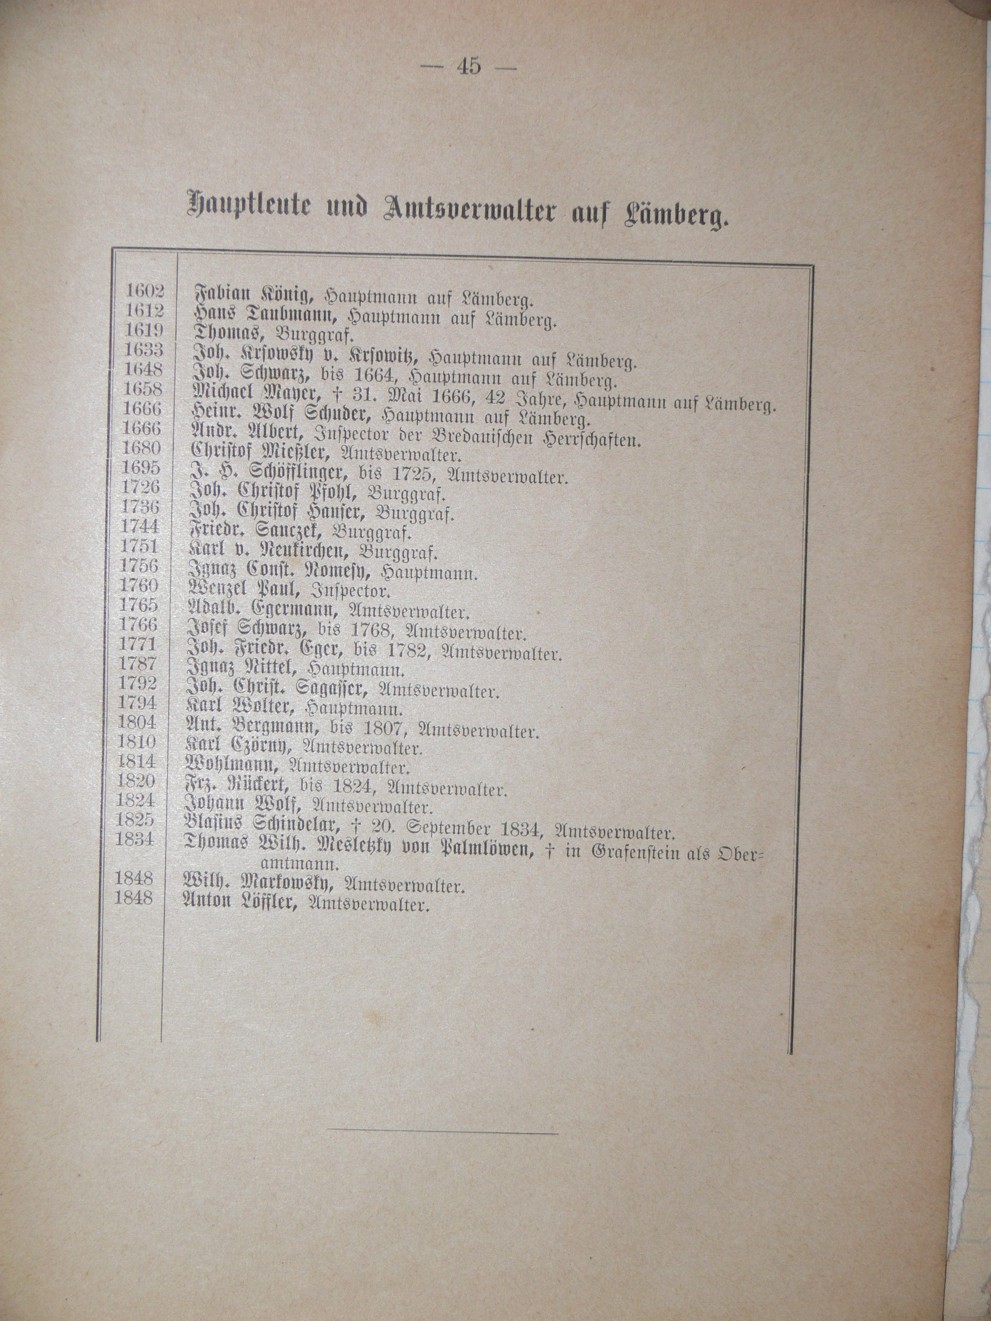 — 45 —
Hauptleute und Amtsverwalter auf Lämberg.
1602 Fabian König, Hauptmann auf Lämberg.
1612 Hans Taubmann, Hauptmann auf Lämberg.
1619 Thomas, Burggraf.
1633 Joh. Krsowsky v. Krsowitz, Hauptmann auf Lämberg.
1648 Joh. Schwarz, bis 1664, Hauptmann auf Lämberg.
1658 Michael Mayer, † 31. Mai 1666, 42 Jahre, Hauptmann auf Lämberg.
1666 Heinr. Wolf Schuder, Hauptmann auf Lämberg.
1666 Andr. Albert, Inspector der Bredauischen Herrschaften.
1680 Christof Mießler, Amtsverwalter.
1695 J. H. Schöfflinger, bis 1725, Amtsverwalter.
1726 Joh. Christof Pfohl, Burggraf.
1736 Joh. Christof Hauser, Burggraf.
1744 Friedr. Sanczek, Burggraf.
1751 Karl v. Neukirchen, Burggraf.
1756 Ignaz Const. Nomesy, Hauptmann.
1760 Wenzel Paul, Inspector.
1765 Adalb. Egermann, Amtsverwalter.
1766 Josef Schwarz, bis 1768, Amtsverwalter.
1771 Joh. Friedr. Eger, bis 1782, Amtsverwalter.
1787 Ignaz Nittel, Hauptmann.
1792 Joh. Christ. Sagasser, Amtsverwalter.
1794 Karl Wolter, Hauptmann.
1804 Ant. Bergmann, bis 1807, Amtsverwalter.
1810 Karl Czörny, Amtsverwalter.
1814 Wohlmann, Amtsverwalter.
1820 Frz. Rückert, bis 1824, Amtsverwalter.
1824 Johann Wolf, Amtsverwalter.
1825 Blasius Schindelar, † 20. September 1834, Amtsverwalter.
1834 Thomas Wilh. Mesletzky von Palmlöwen, † in Grafenstein als Ober-
amtmann.
1848 Wilh. Markowsky, Amtsverwalter.
1848 Anton Löffler, Amtsverwalter.